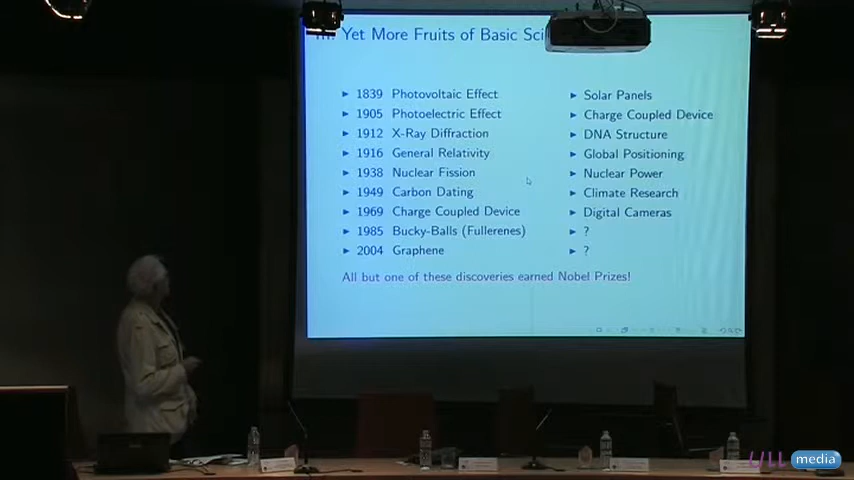 Yet More Fruits of Basic Sci
▶ 1839 Photovoltaic Effect ▶ Solar Panels
▶ 1905 Photoelectric Effect ▶ Charge Coupled Device
▶ 1912 X-Ray Diffraction ▶ DNA Structure
▶ 1916 General Relativity ▶ Global Positioning
▶ 1938 Nuclear Fission ▶ Nuclear Power
▶ 1949 Carbon Dating ▶ Climate Research
▶ 1969 Charge Coupled Device ▶ Digital Cameras
▶ 1985 Bucky-Balls (Fullerenes) ▶ ?
▶ 2004 Graphene ▶ ?
All but one of these discoveries earned Nobel Prizes!
ULL media